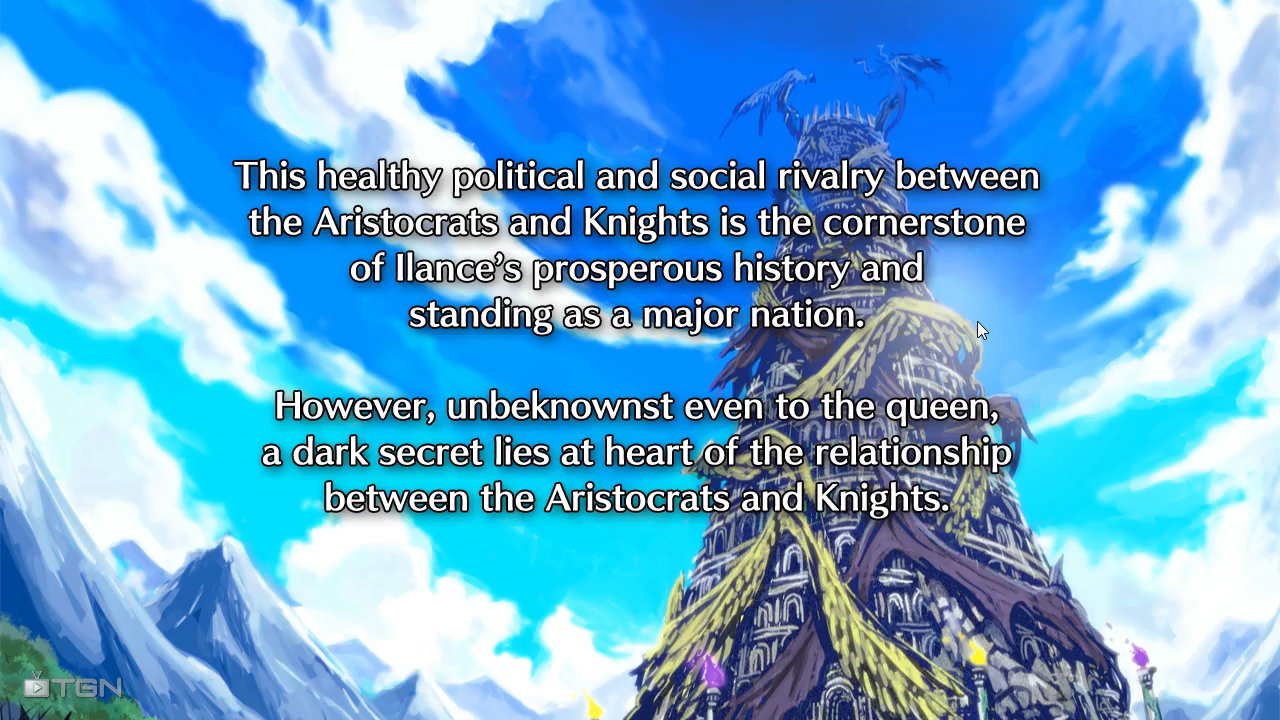 This healthy political and social rivalry between
the Aristocrats and Knights is the cornerstone
of Ilance's prosperous history and
standing as a major nation.
However, unbeknownst even to the queen,
a dark secret lies at heart of the relationship
between the Aristocrats and Knights.
TGN